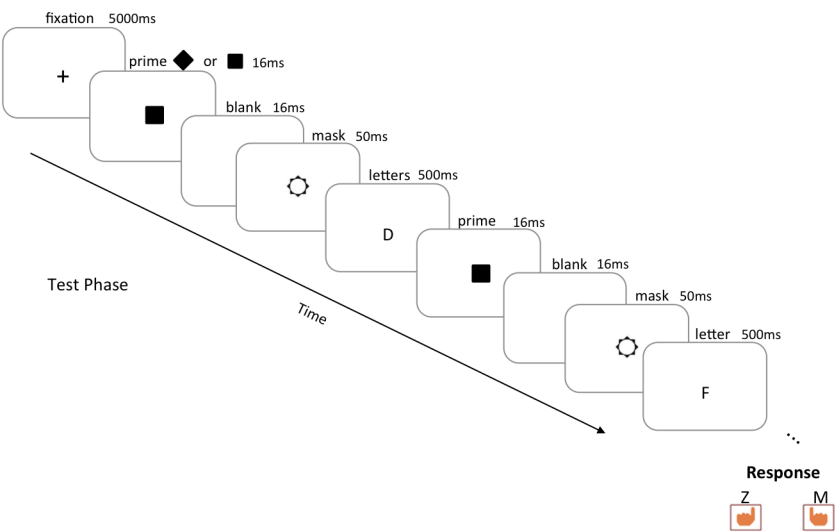 fixation 5000ms
+
prime or 16ms
blank 16ms
mask 50ms
letters 500ms
D
prime 16ms
blank 16ms
mask 50ms
letter 500ms
F
Test Phase
Time
...
Response
Z M